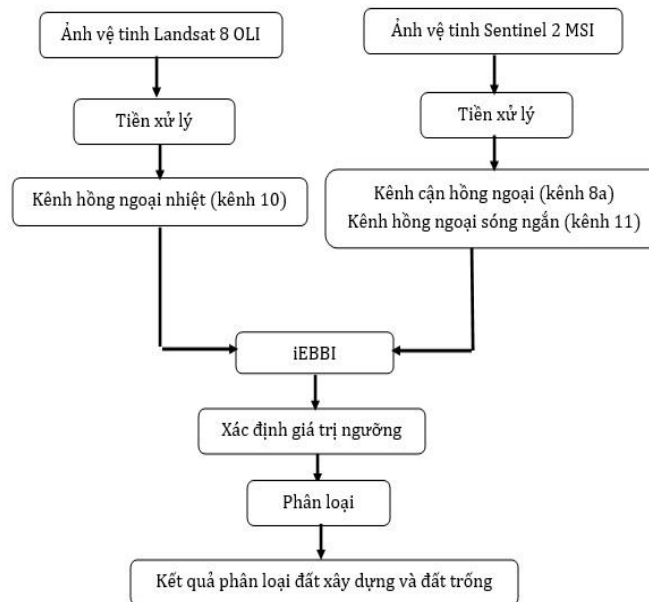 Ảnh vệ tinh Landsat 8 OLI
Ảnh vệ tinh Sentinel 2 MSI
Tiền xử lý
Tiền xử lý
Kênh hồng ngoại nhiệt (kênh 10)
Kênh cận hồng ngoại (kênh 8a)
Kênh hồng ngoại sóng ngắn (kênh 11)
iEBBI
Xác định giá trị ngưỡng
Phân loại
Kết quả phân loại đất xây dựng và đất trống